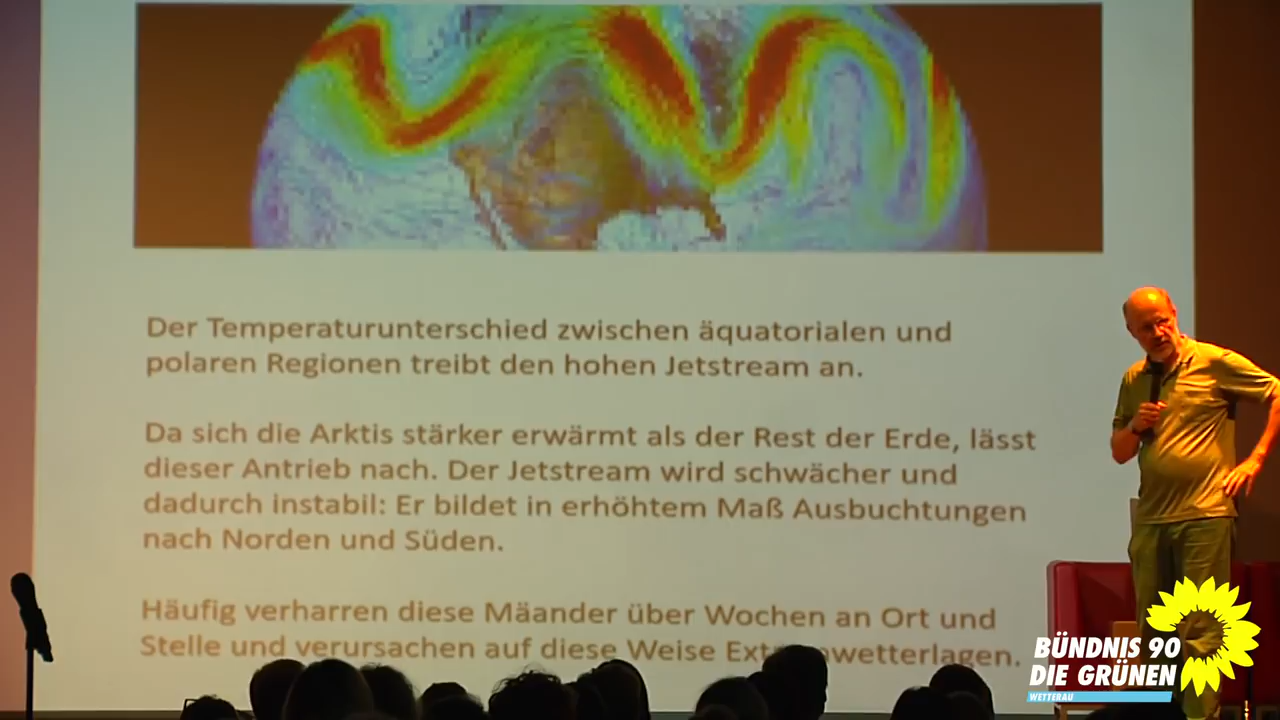 Der Temperaturunterschied zwischen äquatorialen und
polaren Regionen treibt den hohen Jetstream an.
Da sich die Arktis stärker erwärmt als der Rest der Erde, lässt
dieser Antrieb nach. Der Jetstream wird schwächer und
dadurch instabil: Er bildet in erhöhtem Maß Ausbuchtungen
nach Norden und Süden.
Häufig verharren diese Mäander über Wochen an Ort und
Stelle und verursachen auf diese Weise
BÜNDNIS 90
DIE GRÜNEN
WETTERAU